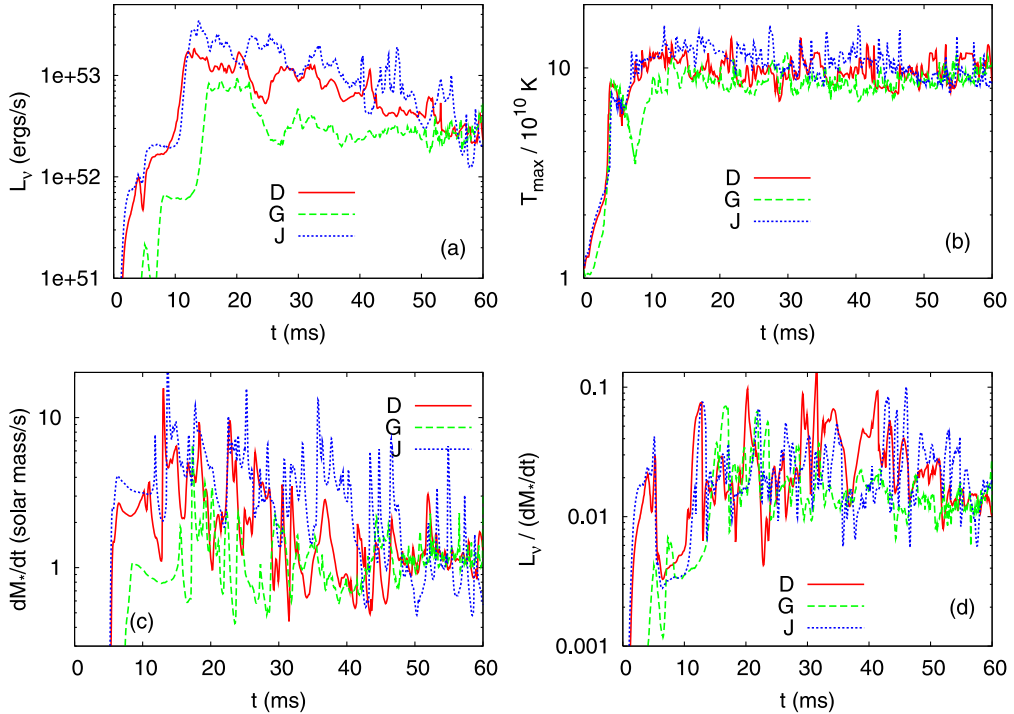 L_ν (ergs/s)
1e+53
1e+52
1e+51
D
G
J
(a)
0 10 20 30 40 50 60
t (ms)
T_max / 10^10 K
10
1
D
G
J
(b)
0 10 20 30 40 50 60
t (ms)
dM_*/dt (solar mass/s)
10
1
D
G
J
(c)
0 10 20 30 40 50 60
t (ms)
L_ν / (dM_*/dt)
0.1
0.01
0.001
D
G
J
(d)
0 10 20 30 40 50 60
t (ms)